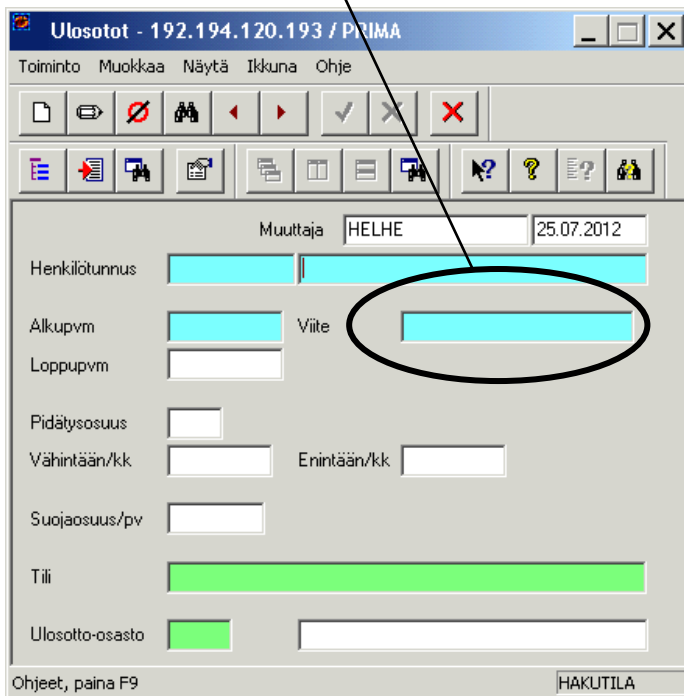 Ulosotot - 192.194.120.193 / PRIMA
Toiminto Muokkaa Näytä Ikkuna Ohje
Muuttaja HELHE 25.07.2012
Henkilötunnus
Alkupvm Viite
Loppupvm
Pidätysosuus
Vähintään/kk Enintään/kk
Suojaosuus/pv
Tili
Ulosotto-osasto
Ohjeet, paina F9 HAKUTILA